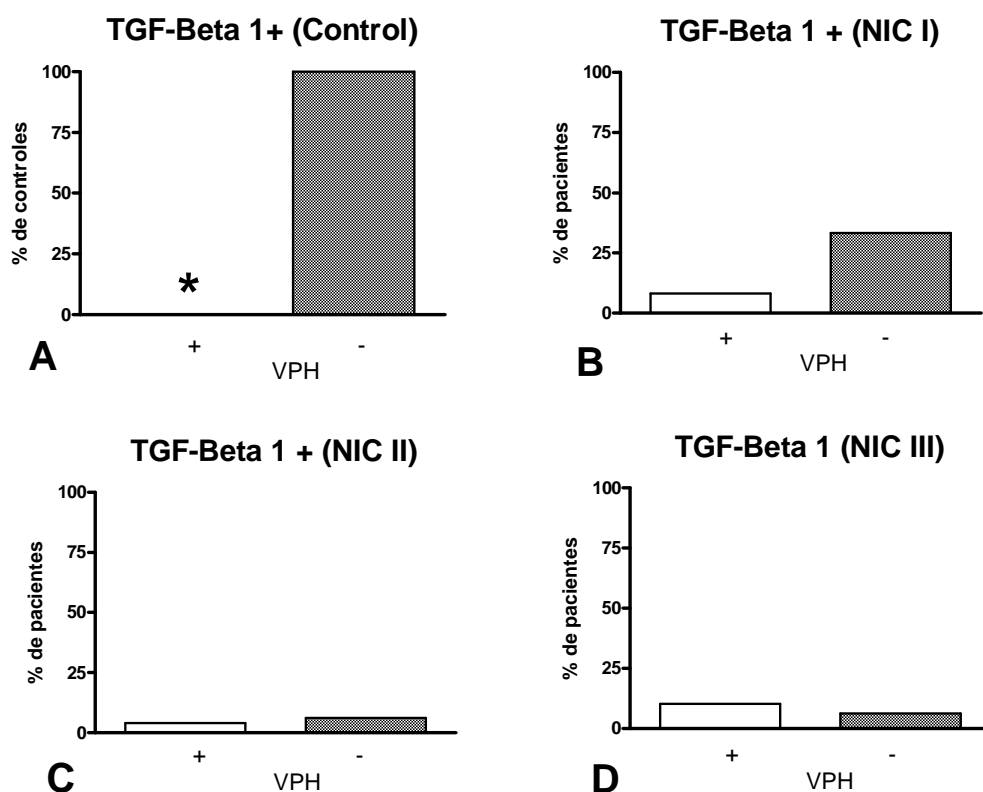 TGF-Beta 1+ (Control)
% de controles
100
75
50
25
0
*
+ -
VPH
A
TGF-Beta 1 + (NIC I)
% de pacientes
100
75
50
25
0
+ -
VPH
B
TGF-Beta 1 + (NIC II)
% de pacientes
100
75
50
25
0
+ -
VPH
C
TGF-Beta 1 (NIC III)
% de pacientes
100
75
50
25
0
+ -
VPH
D